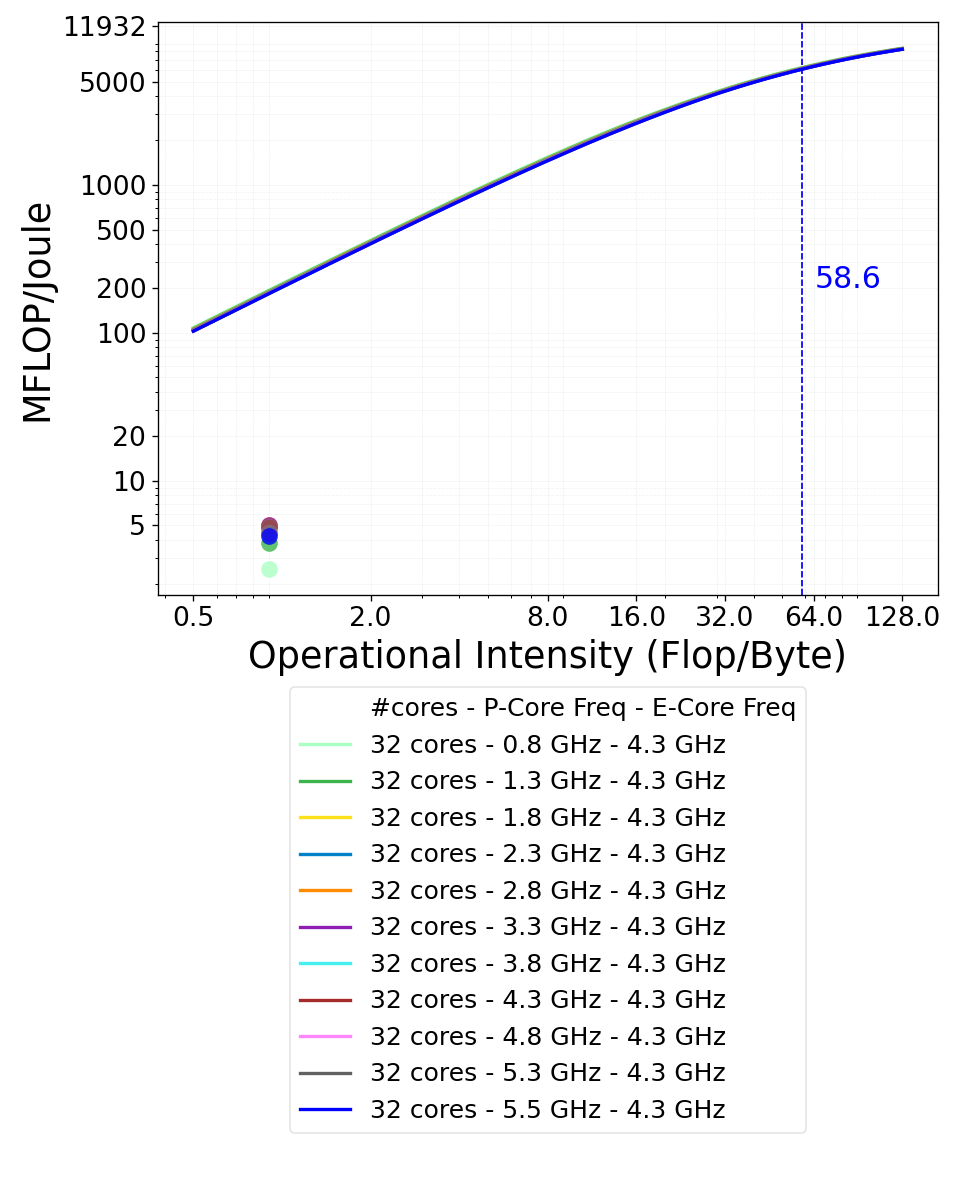 11932
5000
1000
500
200
100
20
10
5
MFLOP/Joule
58.6
0.5 2.0 8.0 16.0 32.0 64.0 128.0
Operational Intensity (Flop/Byte)
#cores - P-Core Freq - E-Core Freq
32 cores - 0.8 GHz - 4.3 GHz
32 cores - 1.3 GHz - 4.3 GHz
32 cores - 1.8 GHz - 4.3 GHz
32 cores - 2.3 GHz - 4.3 GHz
32 cores - 2.8 GHz - 4.3 GHz
32 cores - 3.3 GHz - 4.3 GHz
32 cores - 3.8 GHz - 4.3 GHz
32 cores - 4.3 GHz - 4.3 GHz
32 cores - 4.8 GHz - 4.3 GHz
32 cores - 5.3 GHz - 4.3 GHz
32 cores - 5.5 GHz - 4.3 GHz